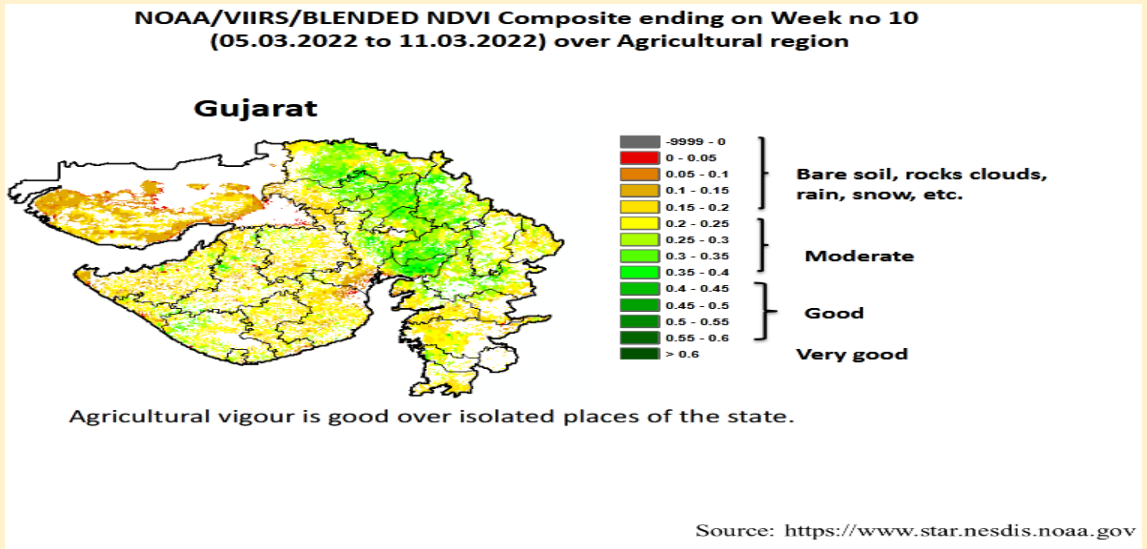 NOAA/VIIRS/BLENDED NDVI Composite ending on Week no 10
(05.03.2022 to 11.03.2022) over Agricultural region
Gujarat
-9999 - 0
0 - 0.05
0.05 - 0.1
0.1 - 0.15
0.15 - 0.2
0.2 - 0.25
0.25 - 0.3
0.3 - 0.35
0.35 - 0.4
0.4 - 0.45
0.45 - 0.5
0.5 - 0.55
0.55 - 0.6
> 0.6
Bare soil, rocks clouds,
rain, snow, etc.
Moderate
Good
Very good
Agricultural vigour is good over isolated places of the state.
Source: https://www.star.nesdis.noaa.gov